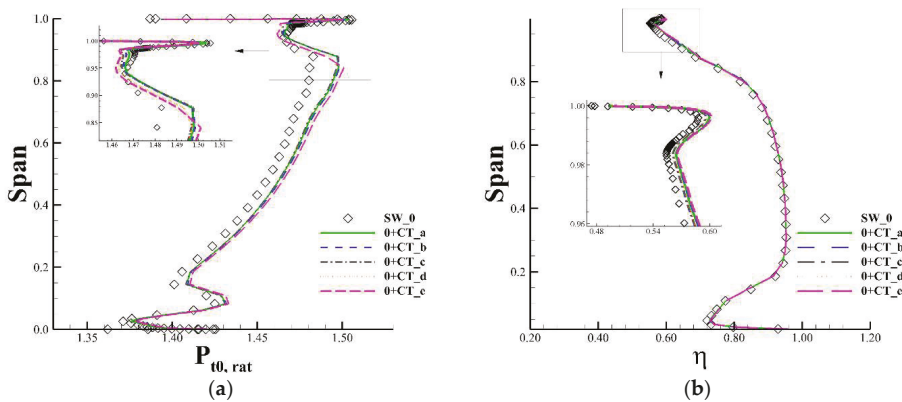 1.0
0.8
0.6
0.4
0.2
0.0
Span
1.00
0.95
0.90
0.85
1.46 1.47 1.48 1.49 1.50 1.51
SW_0
0+CT_a
0+CT_b
0+CT_c
0+CT_d
0+CT_e
1.35 1.40 1.45 1.50
Pt0, rat
(a)
1.0
0.8
0.6
0.4
0.2
Span
1.00
0.98
0.96
0.48 0.54 0.60
SW_0
0+CT_a
0+CT_b
0+CT_c
0+CT_d
0+CT_e
0.20 0.40 0.60 0.80 1.00 1.20
η
(b)